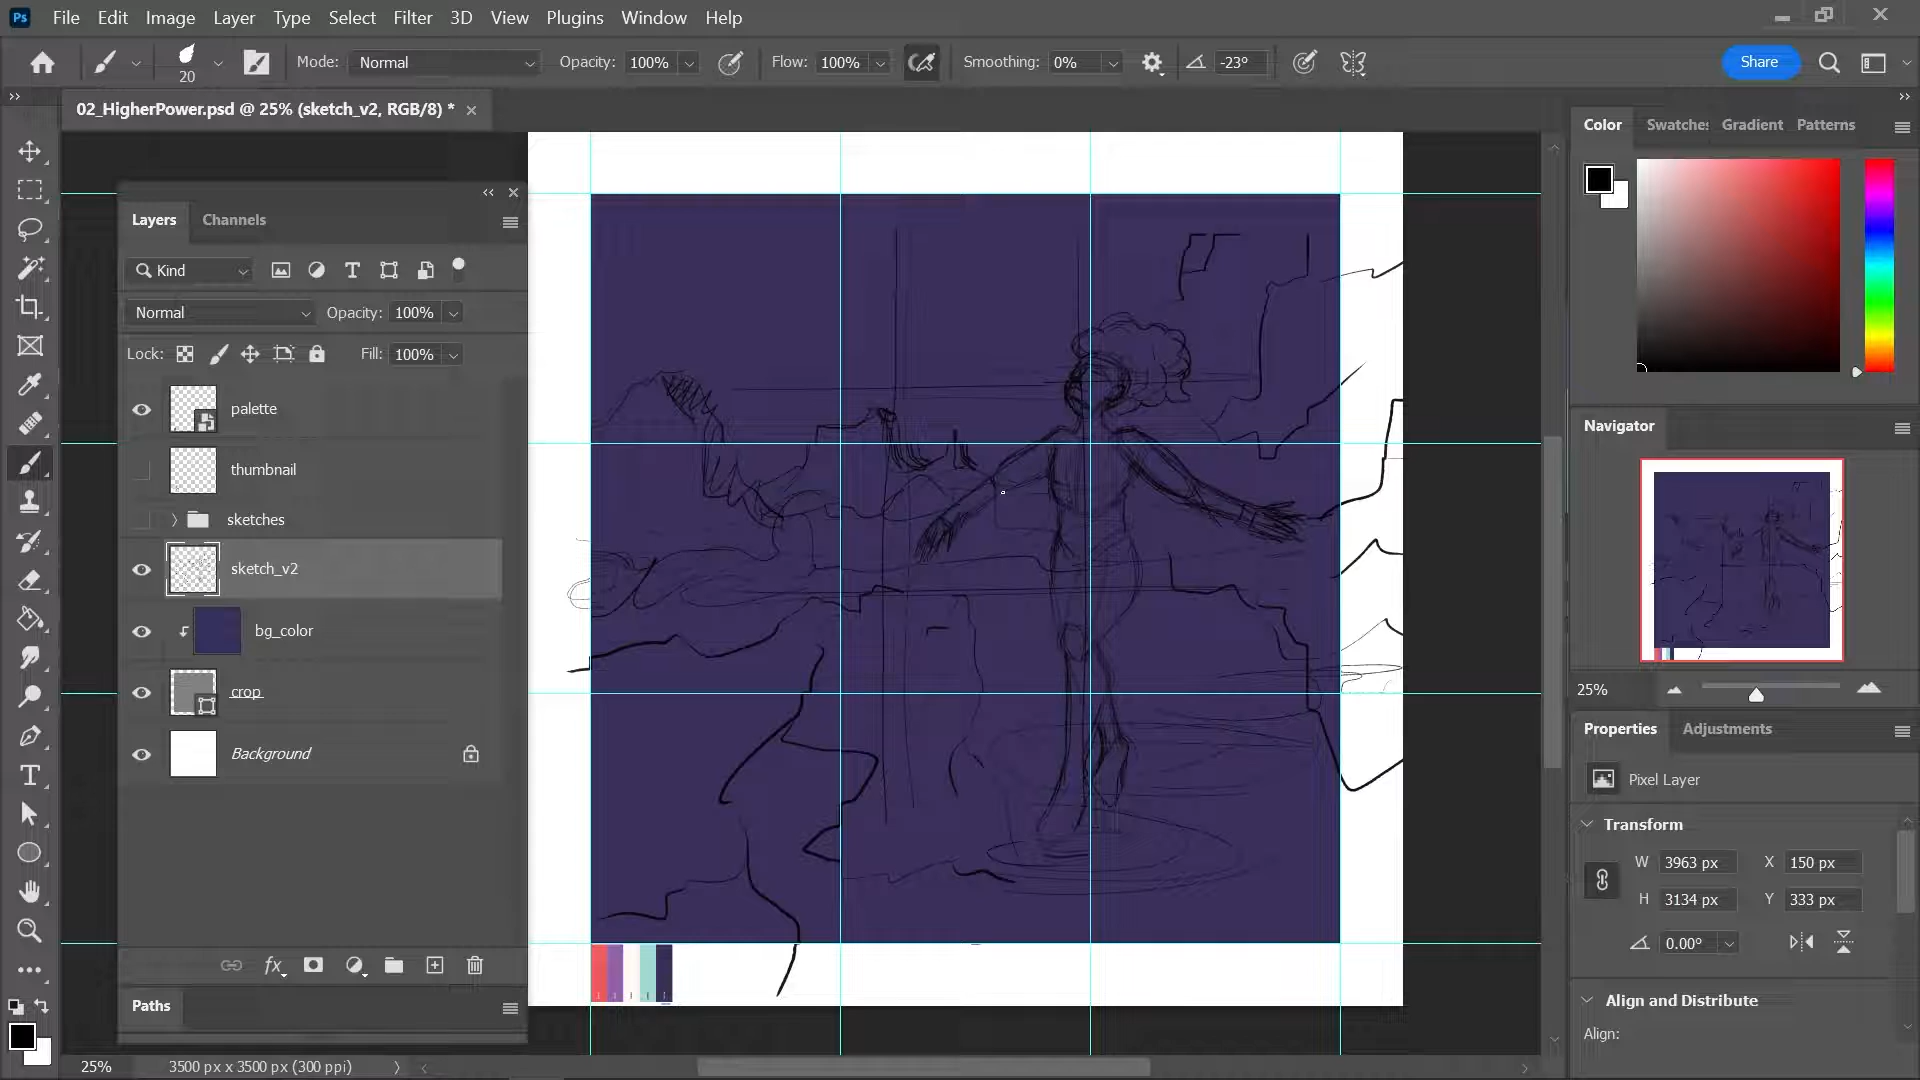 Ps File Edit Image Layer Type Select Filter 3D View Plugins Window Help
20 Mode: Normal Opacity: 100% Flow: 100% Smoothing: 0% -23° Share
02_HigherPower.psd @ 25% (sketch_v2, RGB/8) *
Layers Channels
Kind
Normal Opacity: 100%
Lock: Fill: 100%
palette
thumbnail
sketches
sketch_v2
bg_color
crop
Background
fx
Paths
25% 3500 px x 3500 px (300 ppi)
Color Swatches Gradient Patterns
Navigator
25%
Properties Adjustments
Pixel Layer
Transform
W 3963 px X 150 px
H 3134 px Y 333 px
0.00°
Align and Distribute
Align: